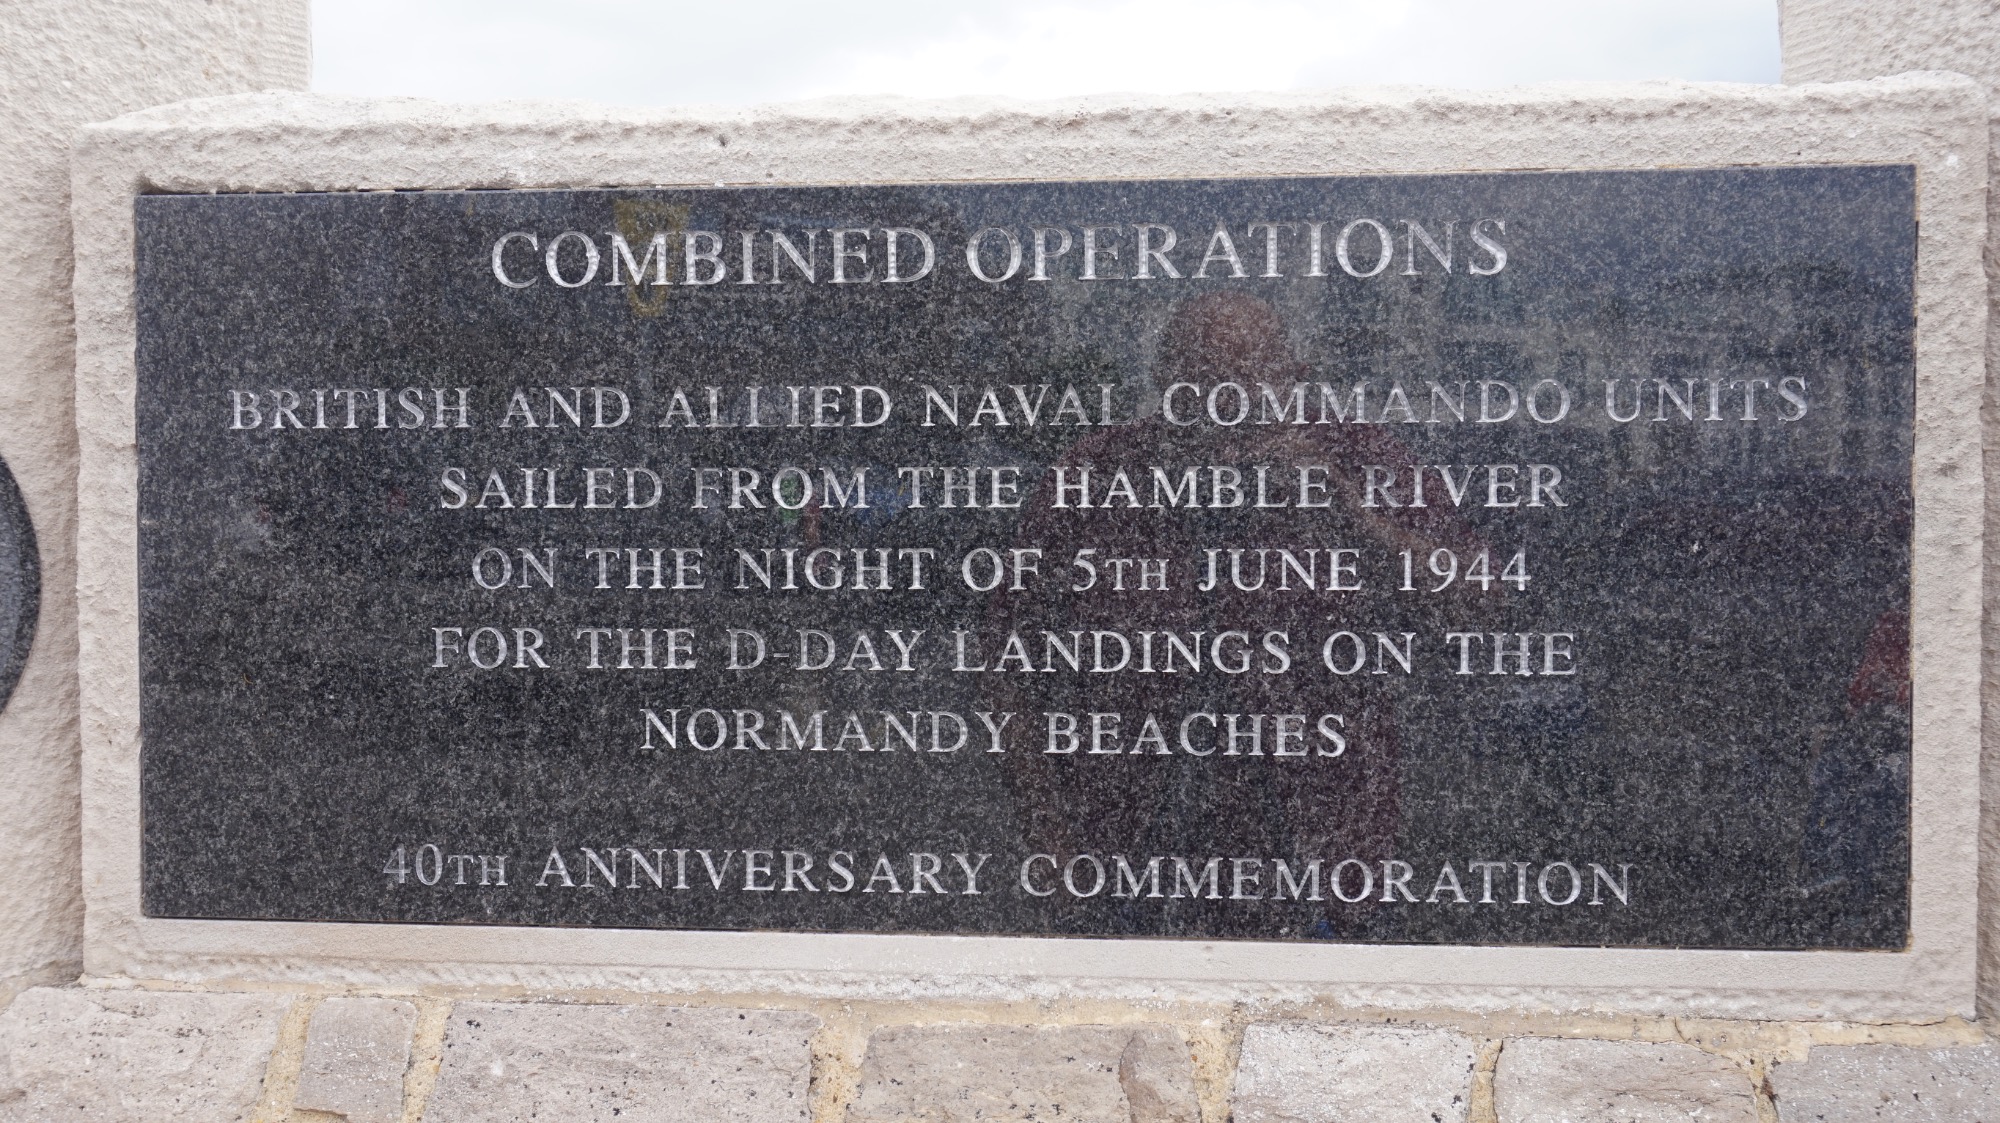 COMBINED OPERATIONS
BRITISH AND ALLIED NAVAL COMMANDO UNITS
SAILED FROM THE HAMBLE RIVER
ON THE NIGHT OF 5TH JUNE 1944
FOR THE D-DAY LANDINGS ON THE
NORMANDY BEACHES
40TH ANNIVERSARY COMMEMORATION